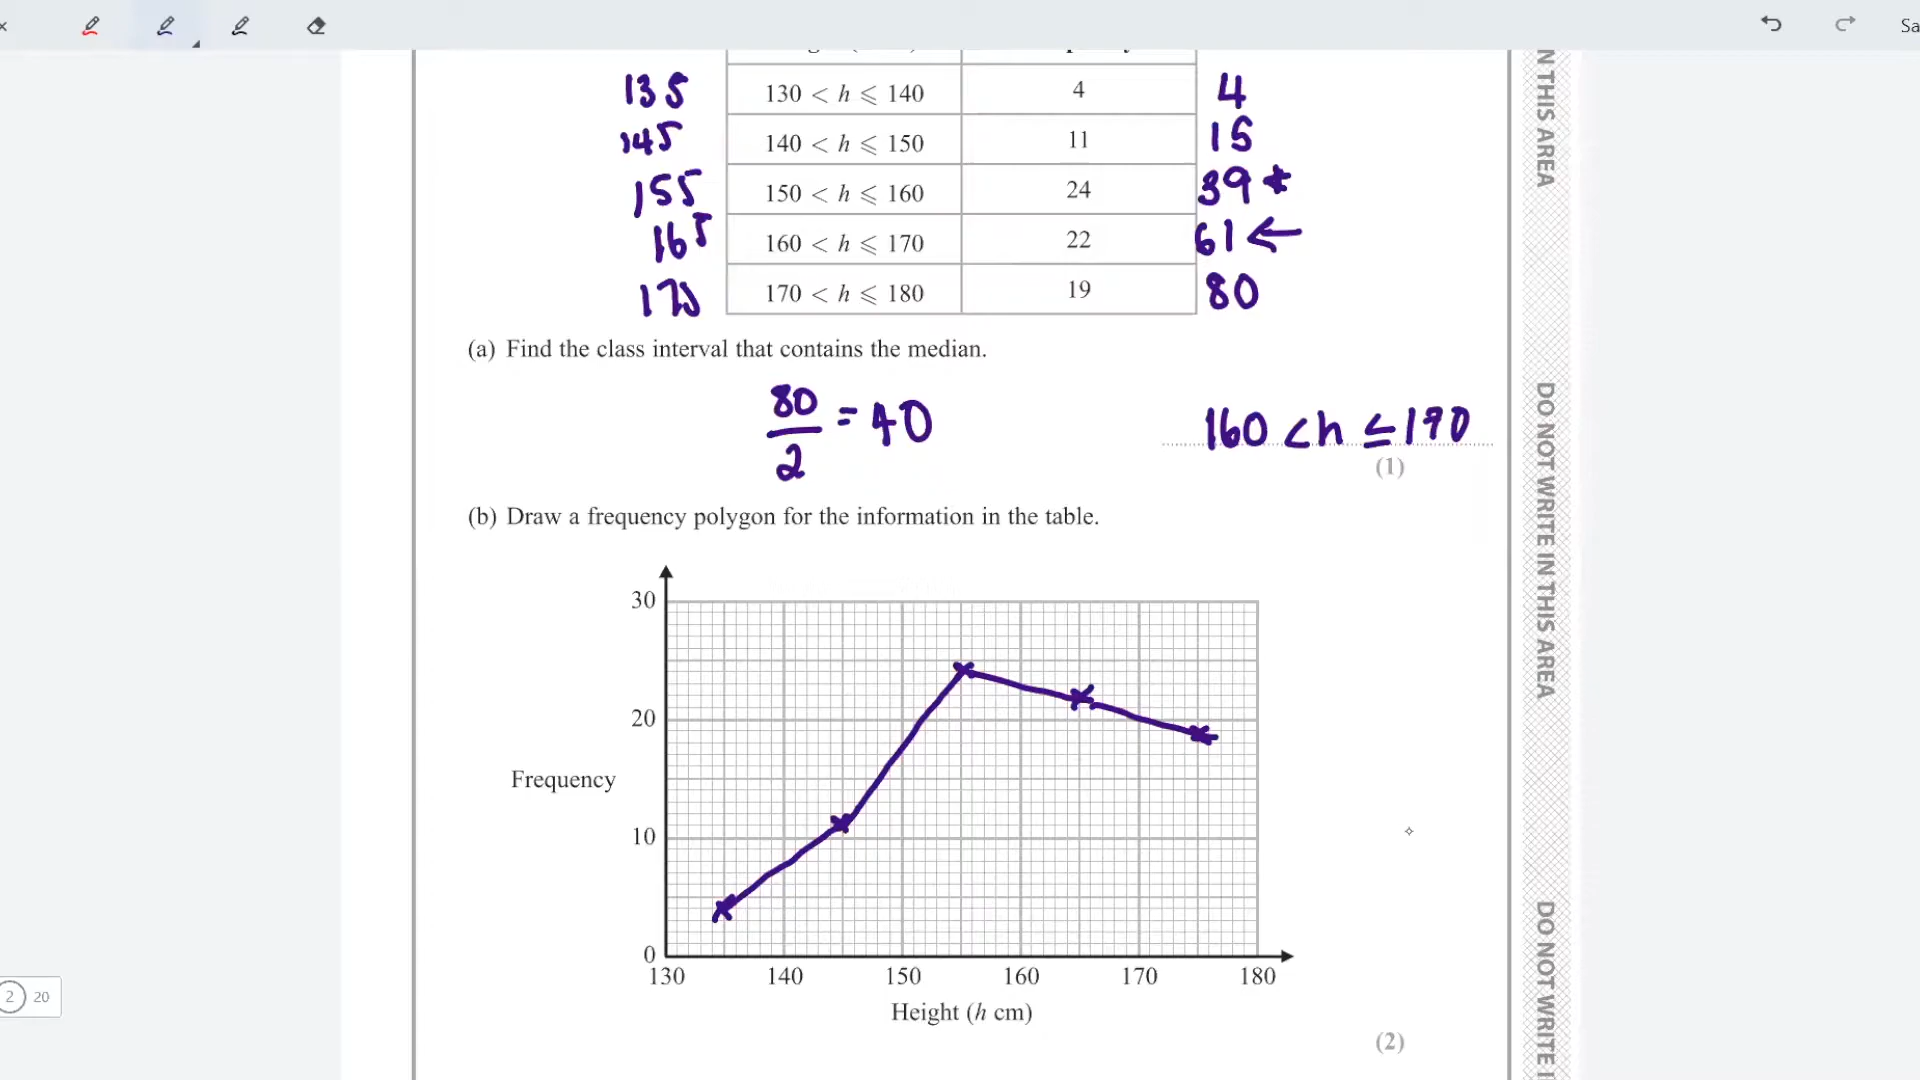 135 130 < h ⩽ 140 4 4
145 140 < h ⩽ 150 11 15
155 150 < h ⩽ 160 24 39 *
165 160 < h ⩽ 170 22 61 ←
175 170 < h ⩽ 180 19 80
(a) Find the class interval that contains the median.
80/2 = 40
160 < h ≤ 170
(1)
(b) Draw a frequency polygon for the information in the table.
30
20
Frequency
10
0
130 140 150 160 170 180
Height (h cm)
(2)
2 20
DO NOT WRITE IN THIS AREA
N THIS AREA
DO NOT WRITE I
Sa